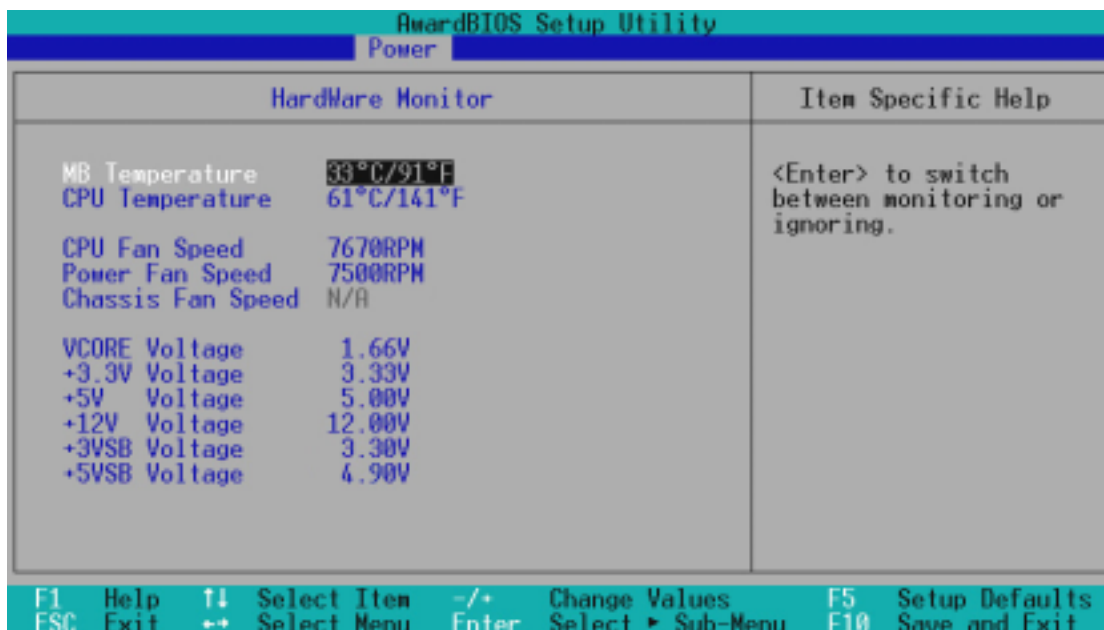 AwardBIOS Setup Utility
Power
HardWare Monitor
Item Specific Help
MB Temperature 33°C/91°F
CPU Temperature 61°C/141°F
CPU Fan Speed 7670RPM
Power Fan Speed 7500RPM
Chassis Fan Speed N/A
VCORE Voltage 1.66V
+3.3V Voltage 3.33V
+5V Voltage 5.00V
+12V Voltage 12.00V
+3VSB Voltage 3.30V
+5VSB Voltage 4.90V
<Enter> to switch
between monitoring or
ignoring.
F1 Help ↑↓ Select Item -/+ Change Values F5 Setup Defaults
ESC Exit ←→ Select Menu Enter Select ► Sub-Menu F10 Save and Exit